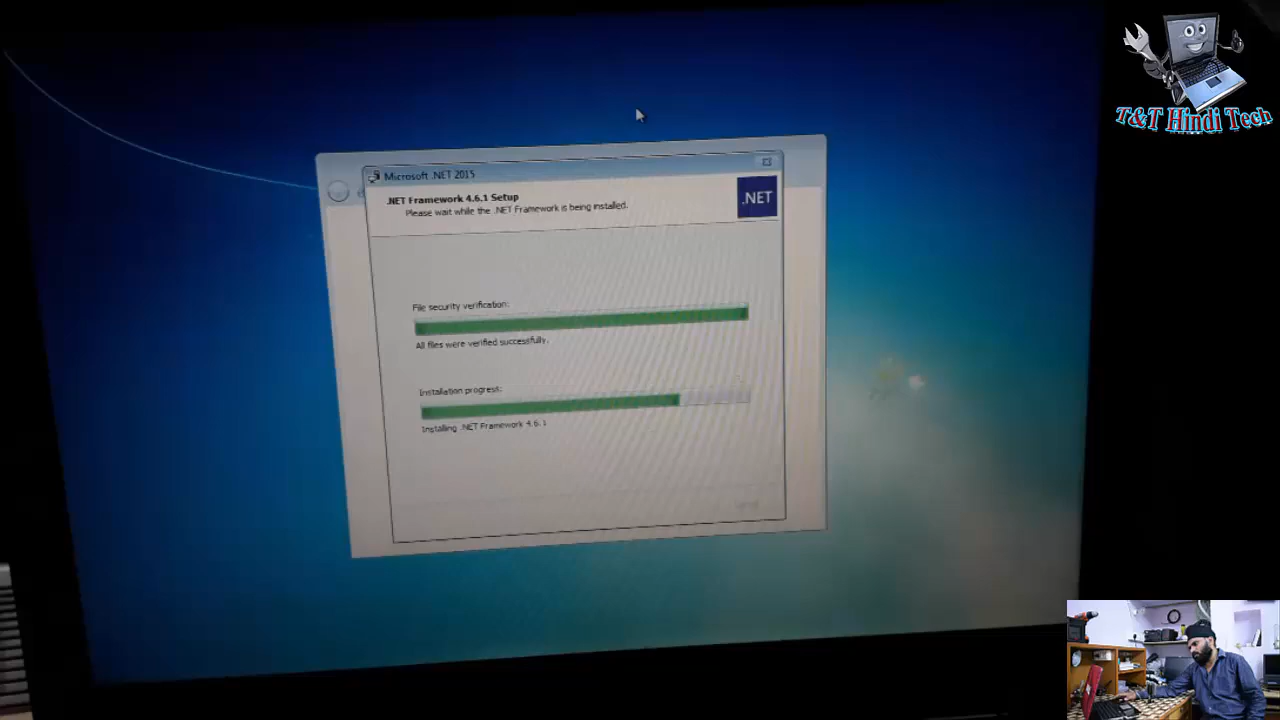 T&T Hindi Tech
Microsoft .NET 2015
.NET Framework 4.6.1 Setup
Please wait while the .NET Framework is being installed.
.NET
File security verification:
All files were verified successfully.
Installation progress:
Installing .NET Framework 4.6.1